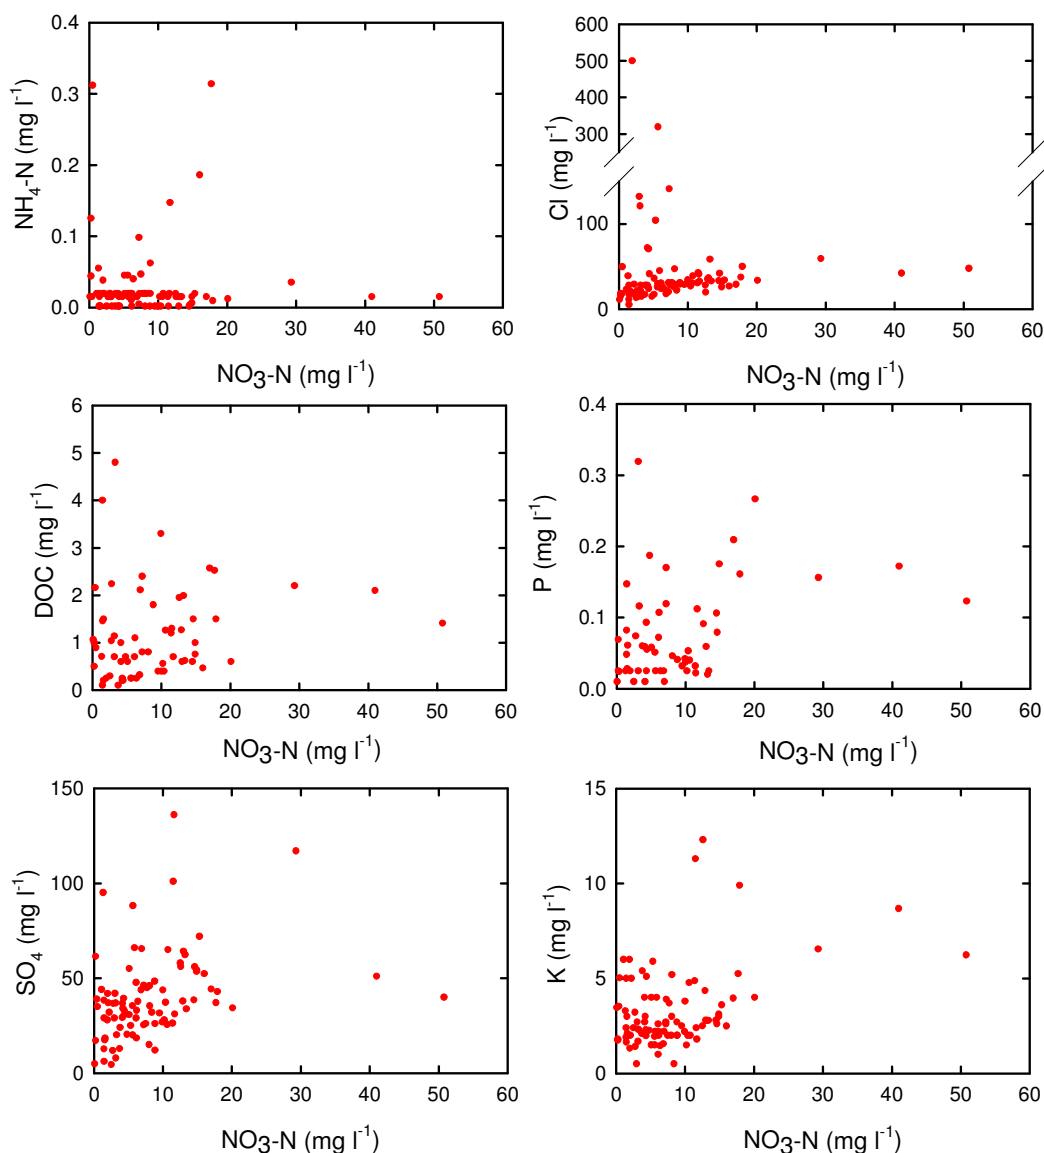 0.4
0.3
0.2
0.1
0.0
NH₄-N (mg l⁻¹)
0 10 20 30 40 50 60
NO₃-N (mg l⁻¹)
600
500
400
300
100
0
Cl (mg l⁻¹)
0 10 20 30 40 50 60
NO₃-N (mg l⁻¹)
6
5
4
3
2
1
0
DOC (mg l⁻¹)
0 10 20 30 40 50 60
NO₃-N (mg l⁻¹)
0.4
0.3
0.2
0.1
0.0
P (mg l⁻¹)
0 10 20 30 40 50 60
NO₃-N (mg l⁻¹)
150
100
50
0
SO₄ (mg l⁻¹)
0 10 20 30 40 50 60
NO₃-N (mg l⁻¹)
15
10
5
0
K (mg l⁻¹)
0 10 20 30 40 50 60
NO₃-N (mg l⁻¹)